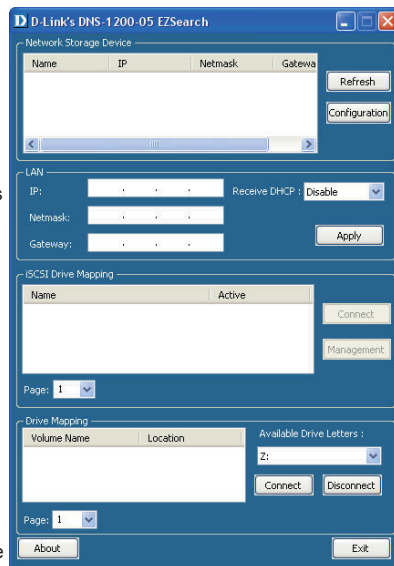 D-Link's DNS-1200-05 EZSearch
Network Storage Device
Name IP Netmask Gatewa
Refresh
Configuration
LAN
s
IP: . . . Receive DHCP : Disable
Netmask: . . .
Gateway: . . .
Apply
iSCSI Drive Mapping
Name Active
Connect
Management
Page: 1
Drive Mapping
Volume Name Location
Available Drive Letters :
Z:
Connect Disconnect
Page: 1
e
About Exit